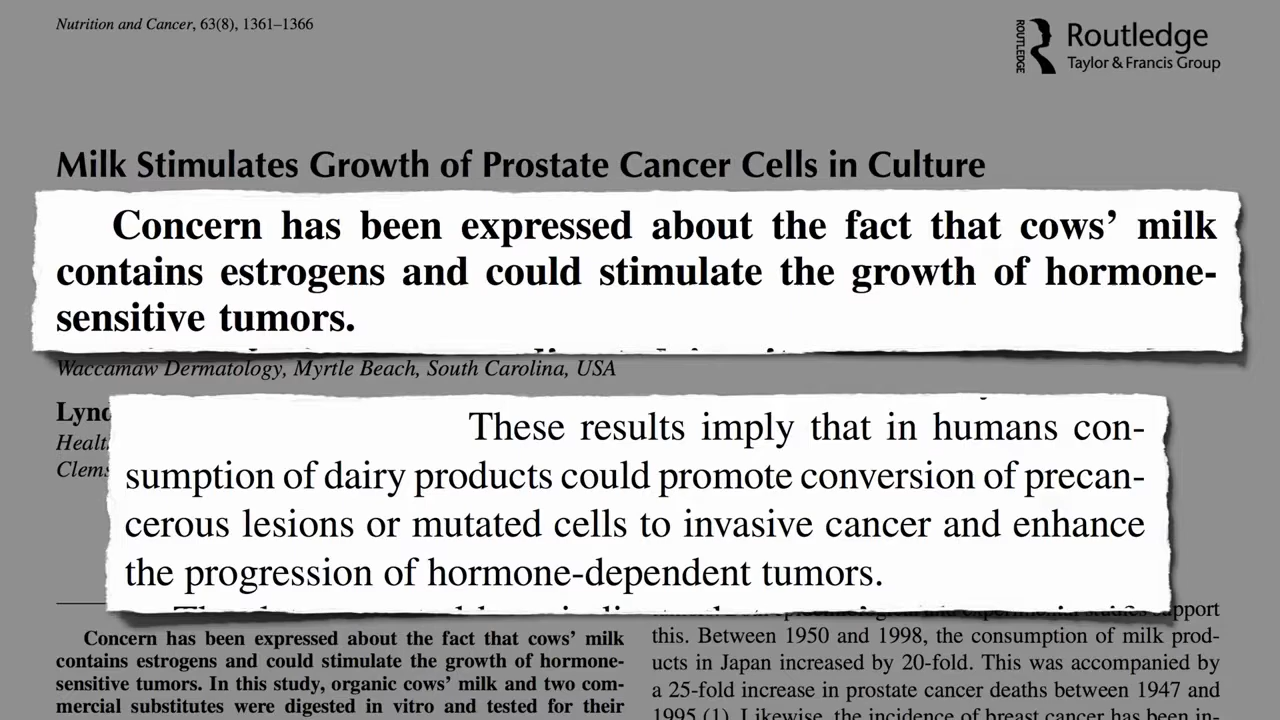 Nutrition and Cancer, 63(8), 1361–1366
ROUTLEDGE
Routledge
Taylor & Francis Group
Milk Stimulates Growth of Prostate Cancer Cells in Culture
Concern has been expressed about the fact that cows’ milk
contains estrogens and could stimulate the growth of hormone-
sensitive tumors.
Waccamaw Dermatology, Myrtle Beach, South Carolina, USA
These results imply that in humans con-
sumption of dairy products could promote conversion of precan-
cerous lesions or mutated cells to invasive cancer and enhance
the progression of hormone-dependent tumors.
Concern has been expressed about the fact that cows’ milk
contains estrogens and could stimulate the growth of hormone-
sensitive tumors. In this study, organic cows’ milk and two com-
mercial substitutes were digested in vitro and tested for their
support
this. Between 1950 and 1998, the consumption of milk prod-
ucts in Japan increased by 20-fold. This was accompanied by
a 25-fold increase in prostate cancer deaths between 1947 and
1995 (1). Likewise, the incidence of breast cancer has been in-